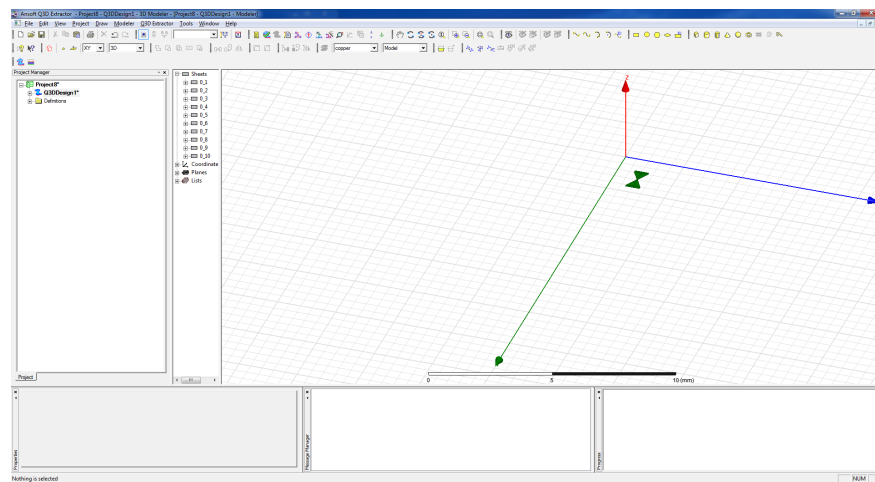 Ansoft Q3D Extractor - Project8 - Q3DDesign1 - 3D Modeler - [Project8 - Q3DDesign1 - Modeler]
File Edit View Project Draw Modeler Q3D Extractor Tools Window Help
XY 3D copper Model
Project Manager
Project8*
Q3DDesign1*
Definitions
Sheets
0_1
0_2
0_3
0_4
0_5
0_6
0_7
0_8
0_9
0_10
Coordinate
Planes
Lists
Z
0 5 10 (mm)
Project
Properties
Message Manager
Progress
Nothing is selected
NUM